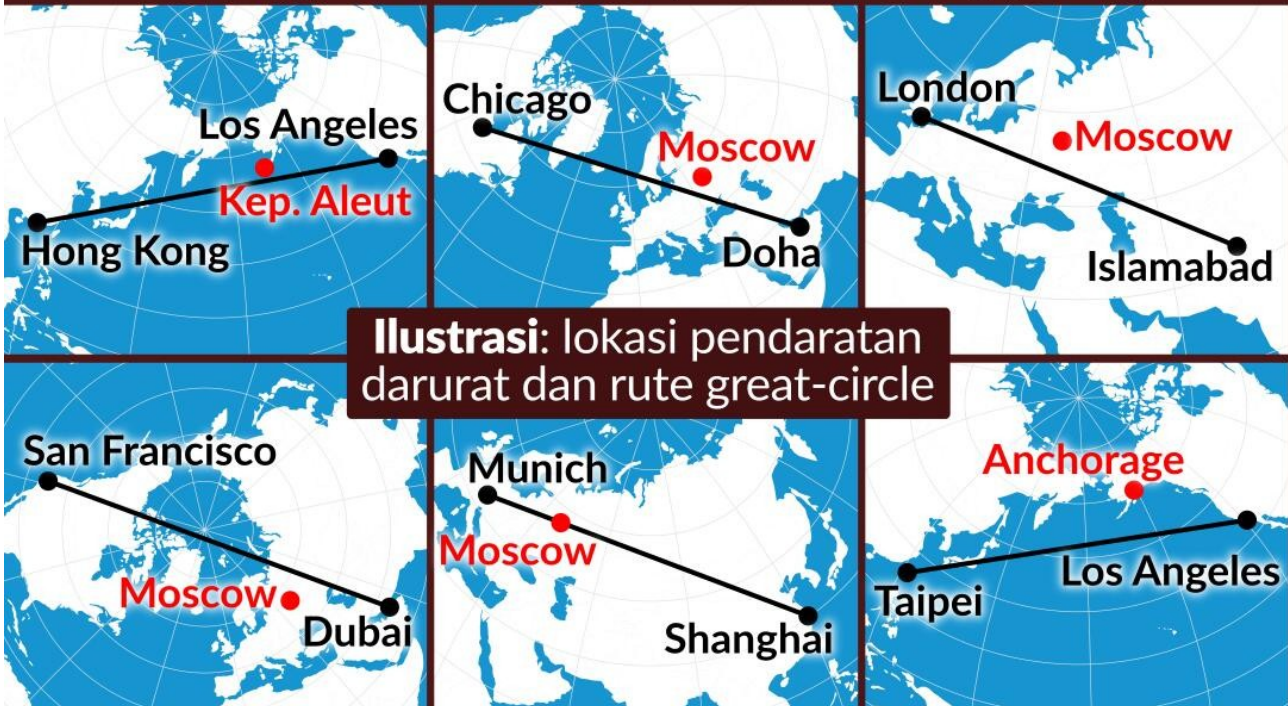 Los Angeles
Kep. Aleut
Hong Kong
Chicago
Moscow
Doha
London
Moscow
Islamabad
Ilustrasi: lokasi pendaratan
darurat dan rute great-circle
San Francisco
Moscow
Dubai
Munich
Moscow
Shanghai
Anchorage
Los Angeles
Taipei